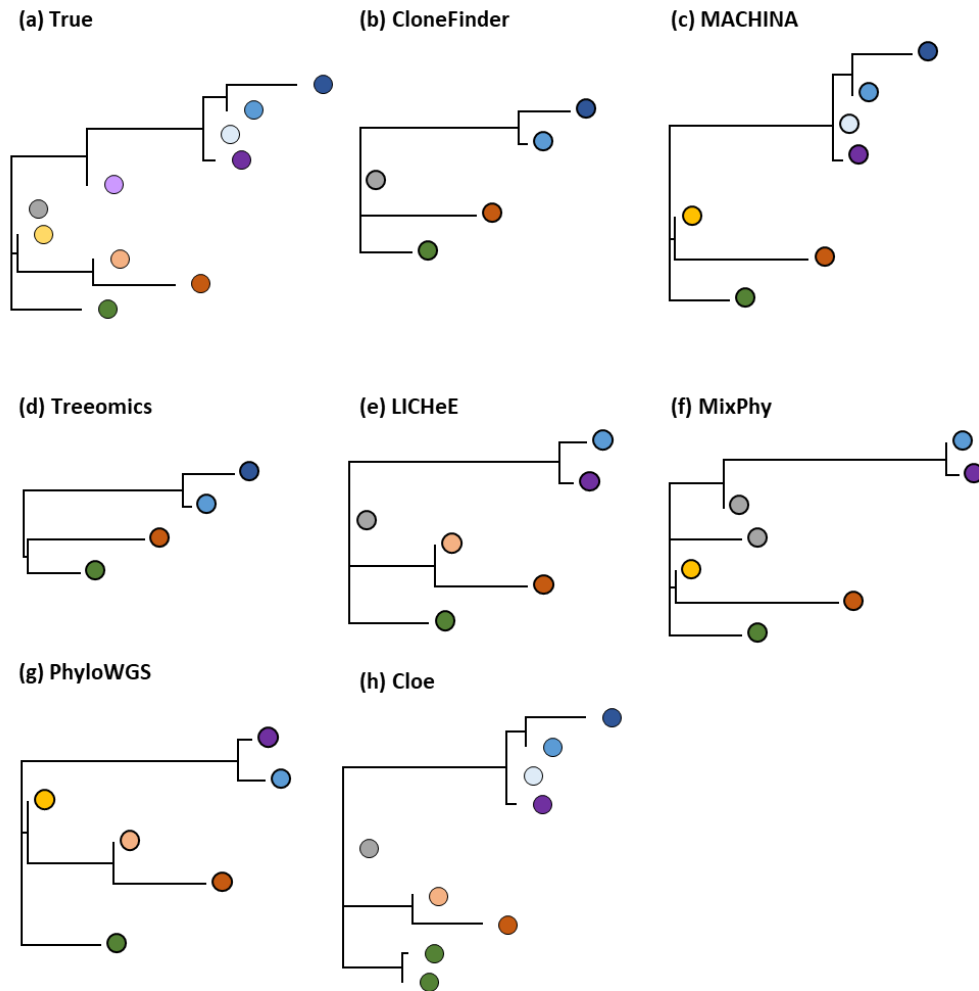 (a) True
(b) CloneFinder
(c) MACHINA
(d) Treeomics
(e) LICHeE
(f) MixPhy
(g) PhyloWGS
(h) Cloe